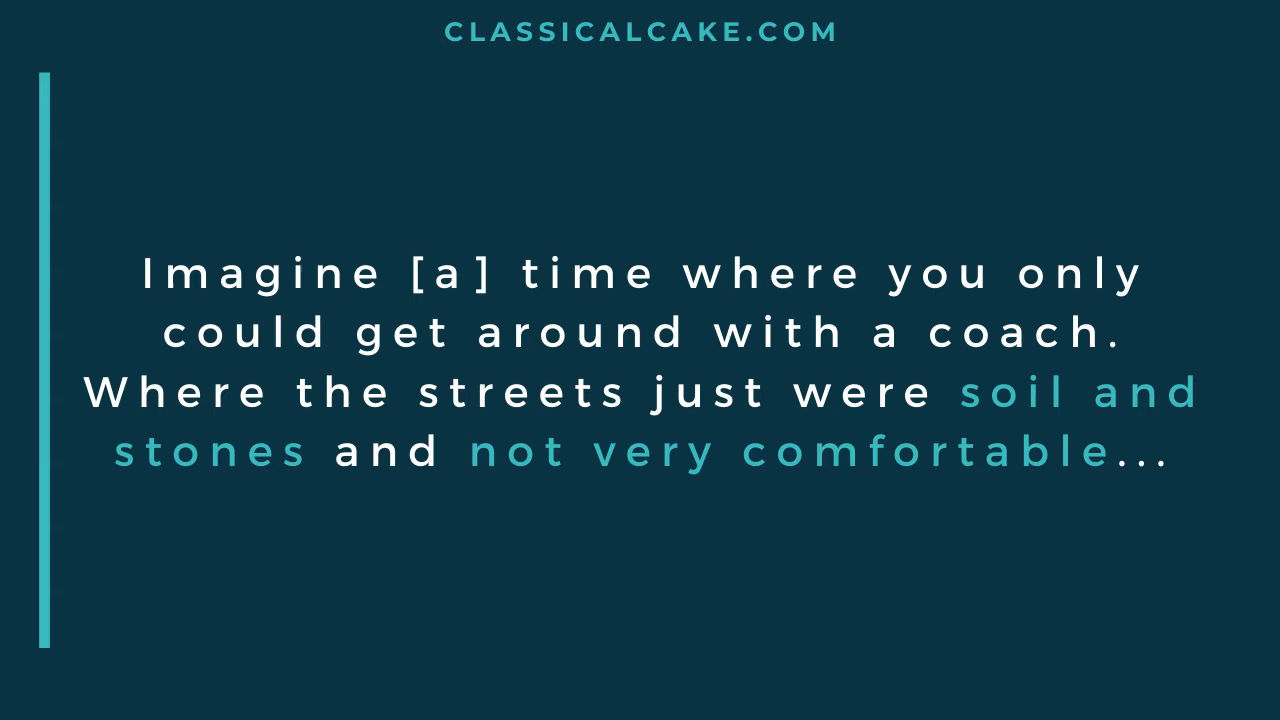 CLASSICALCAKE.COM
Imagine [a] time where you only
could get around with a coach.
Where the streets just were soil and
stones and not very comfortable...